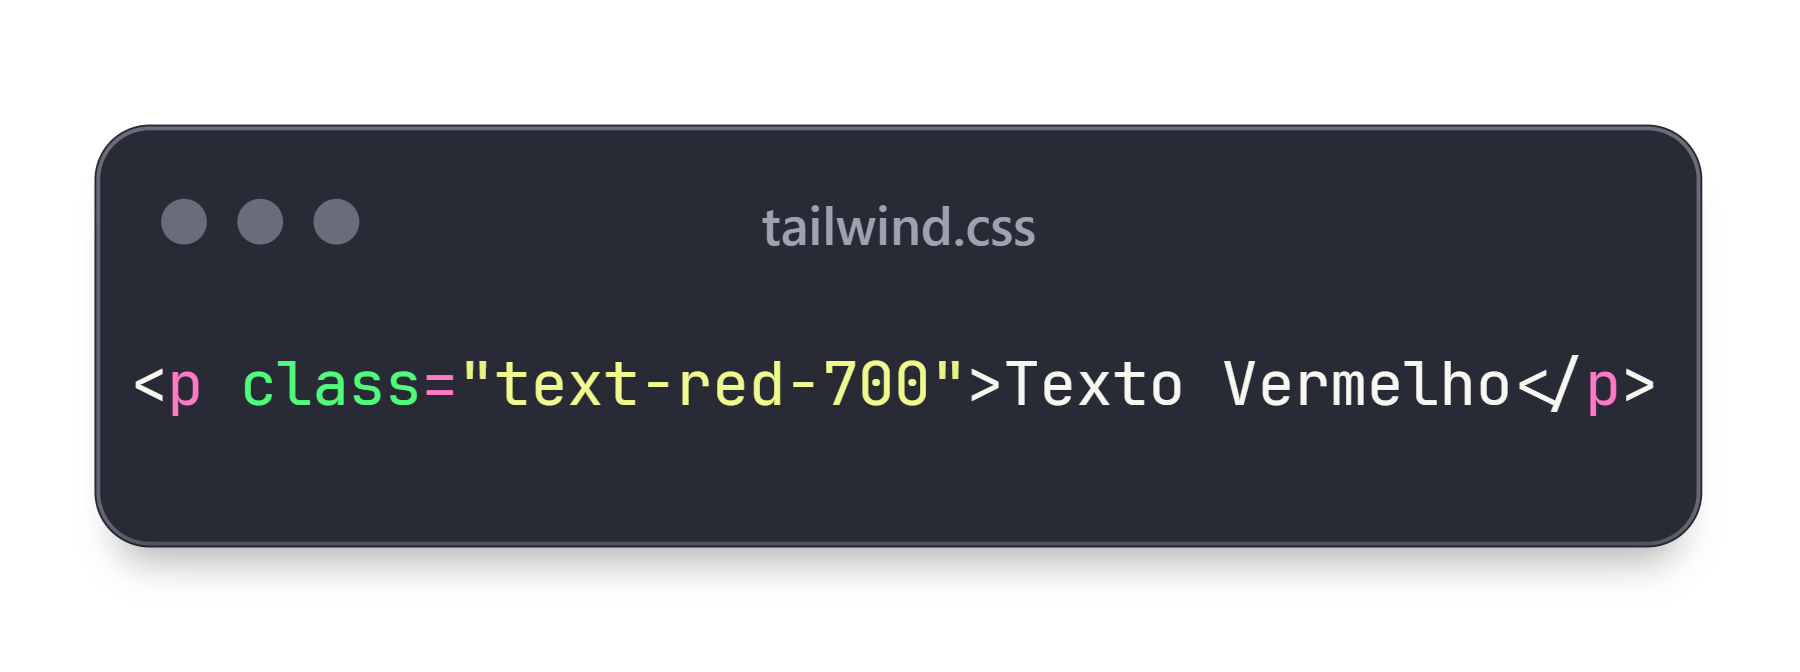 tailwind.css
<p class="text-red-700">Texto Vermelho</p>